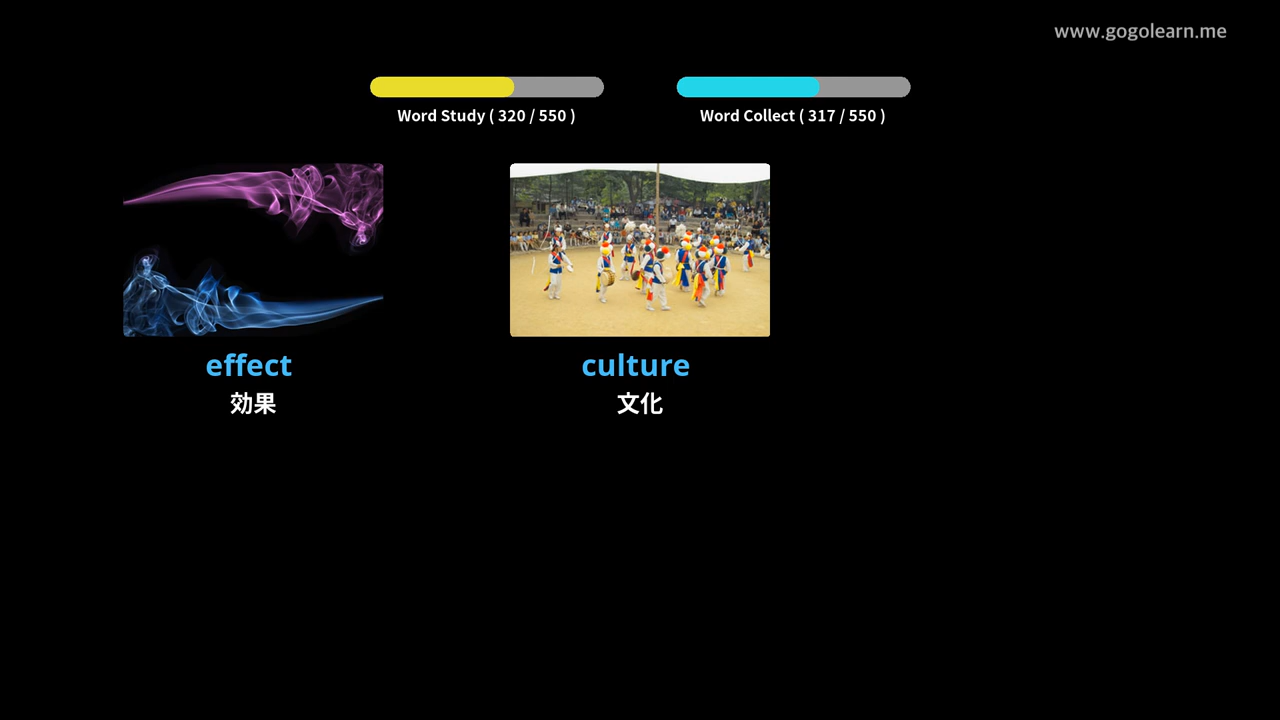 www.gogolearn.me
Word Study ( 320 / 550 )
Word Collect ( 317 / 550 )
effect
効果
culture
文化